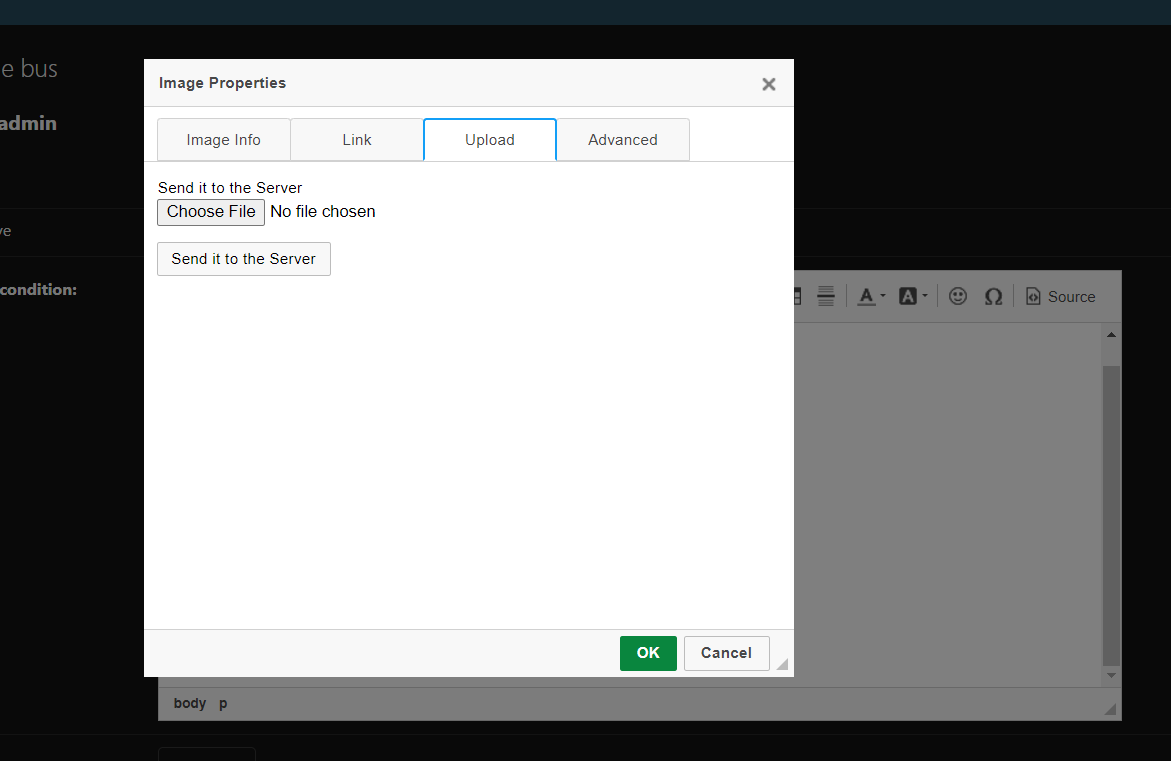 e bus
admin
Image Properties
Image Info Link Upload Advanced
Send it to the Server
Choose File No file chosen
Send it to the Server
condition:
Source
OK Cancel
body p